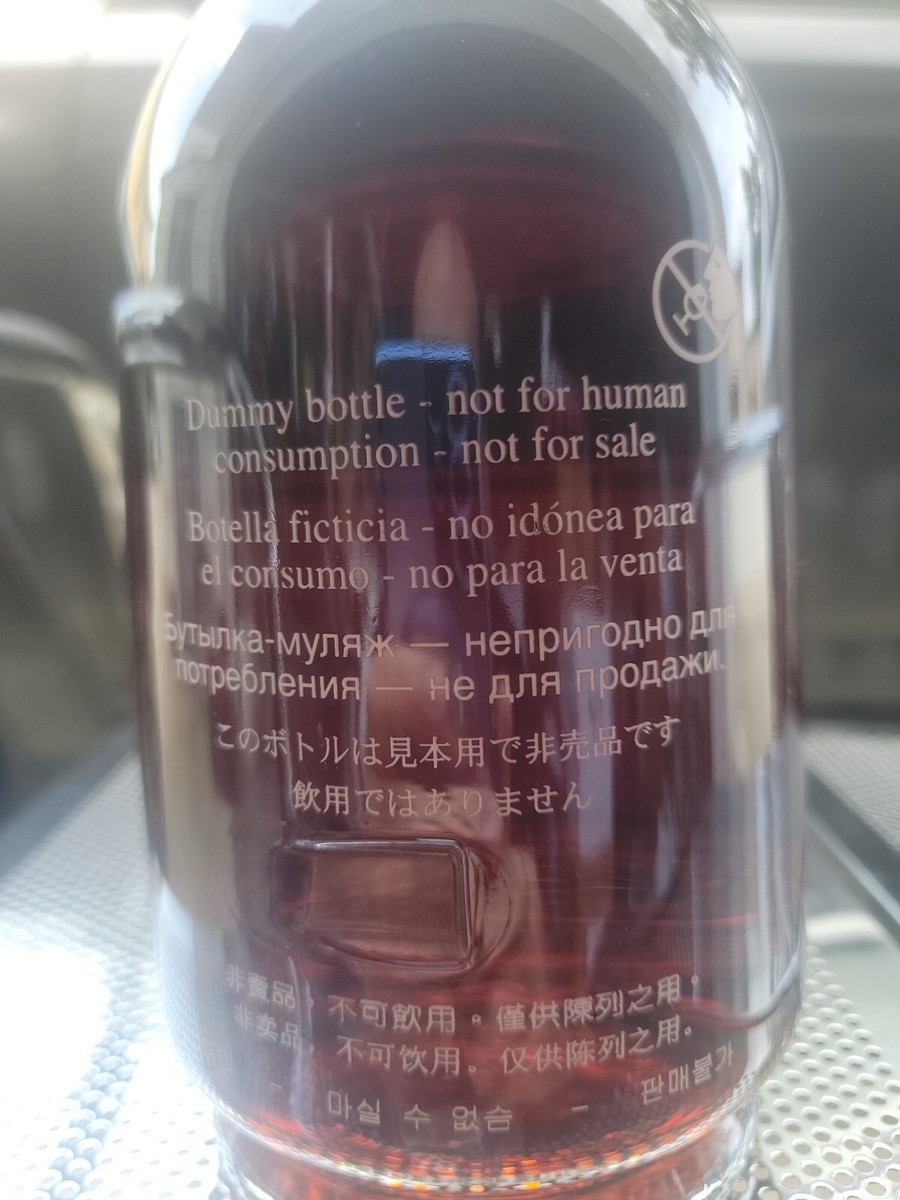 Dummy bottle - not for human
consumption - not for sale
Botella ficticia - no idónea para
el consumo - no para la venta
Бутылка-муляж — непригодно для
потребления — не для продажи.
このボトルは見本用で非売品です
飲用ではありません
非賣品，不可飲用。僅供陳列之用。
非卖品，不可饮用。仅供陈列之用。
- 마실 수 없음 - 판매불가